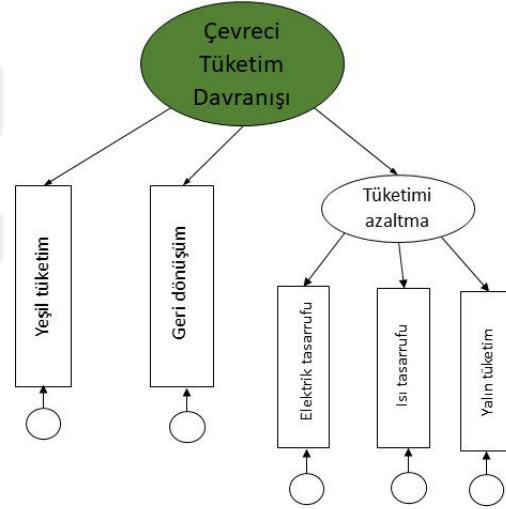 Çevreci
Tüketim
Davranışı
Yeşil tüketim
Geri dönüşüm
Tüketimi
azaltma
Elektrik tasarrufu
Isı tasarrufu
Yalın tüketim